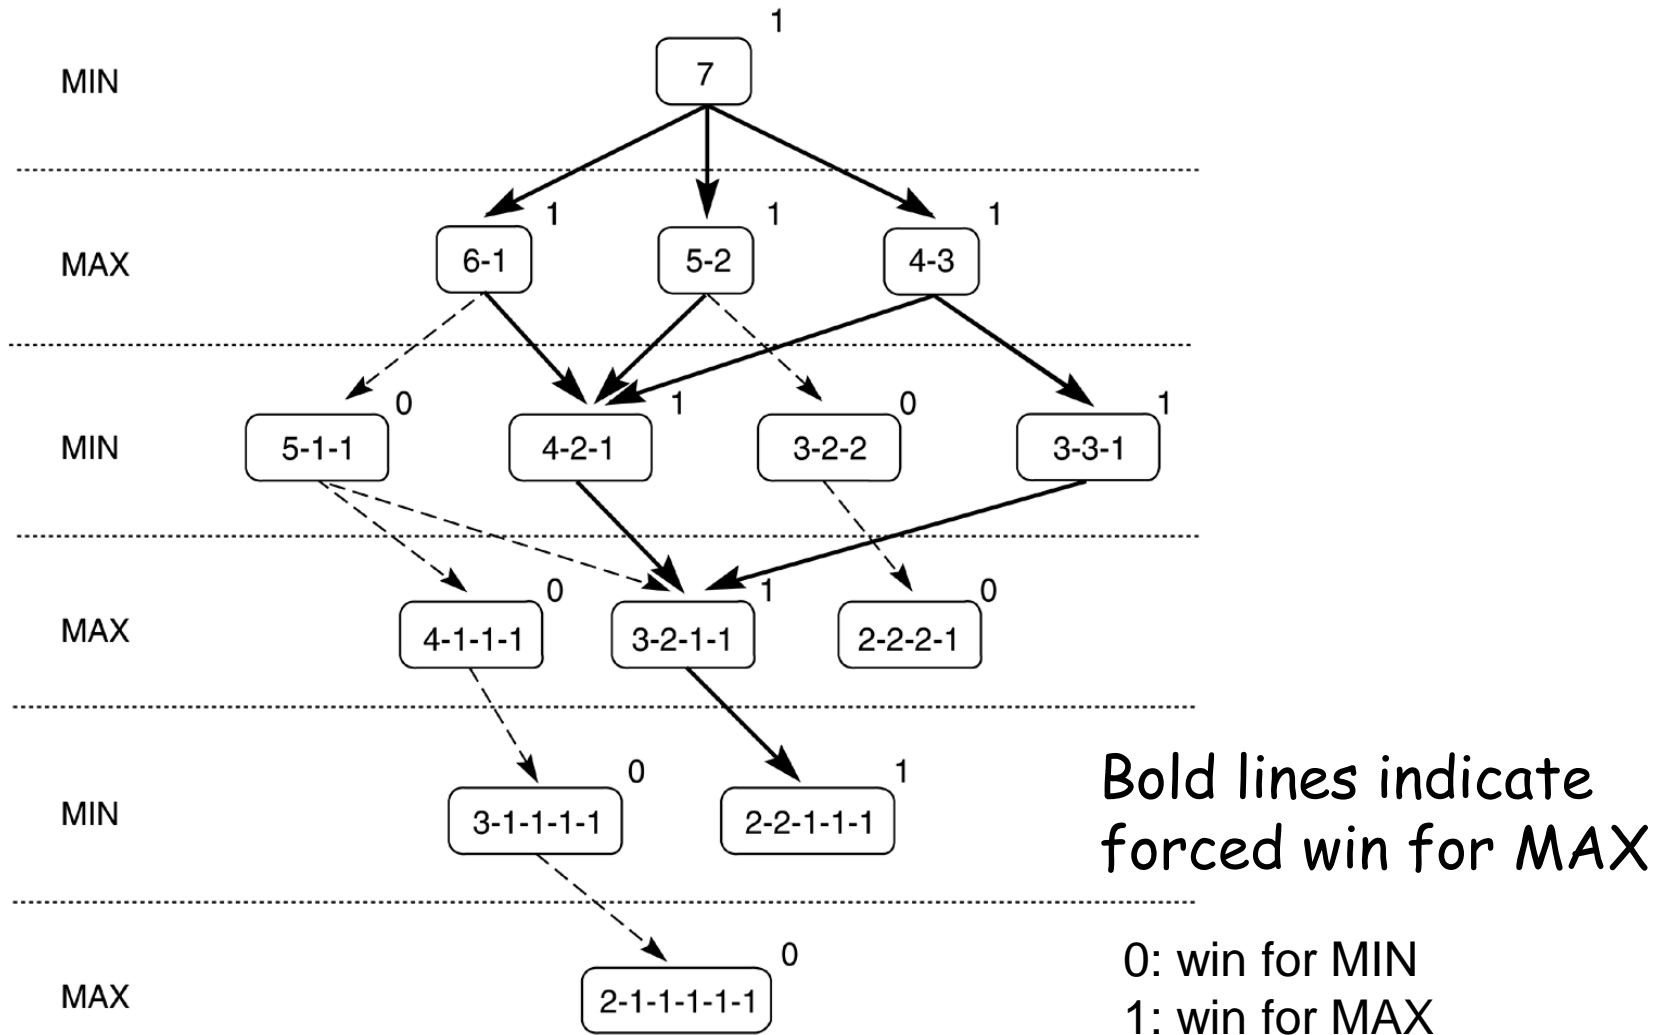 1
MIN
7
MAX
6-1
1
5-2
1
4-3
1
MIN
5-1-1
0
4-2-1
1
3-2-2
0
3-3-1
1
MAX
4-1-1-1
0
3-2-1-1
1
2-2-2-1
0
MIN
3-1-1-1-1
0
2-2-1-1-1
1
Bold lines indicate
forced win for MAX
MAX
2-1-1-1-1-1
0
0: win for MIN
1: win for MAX